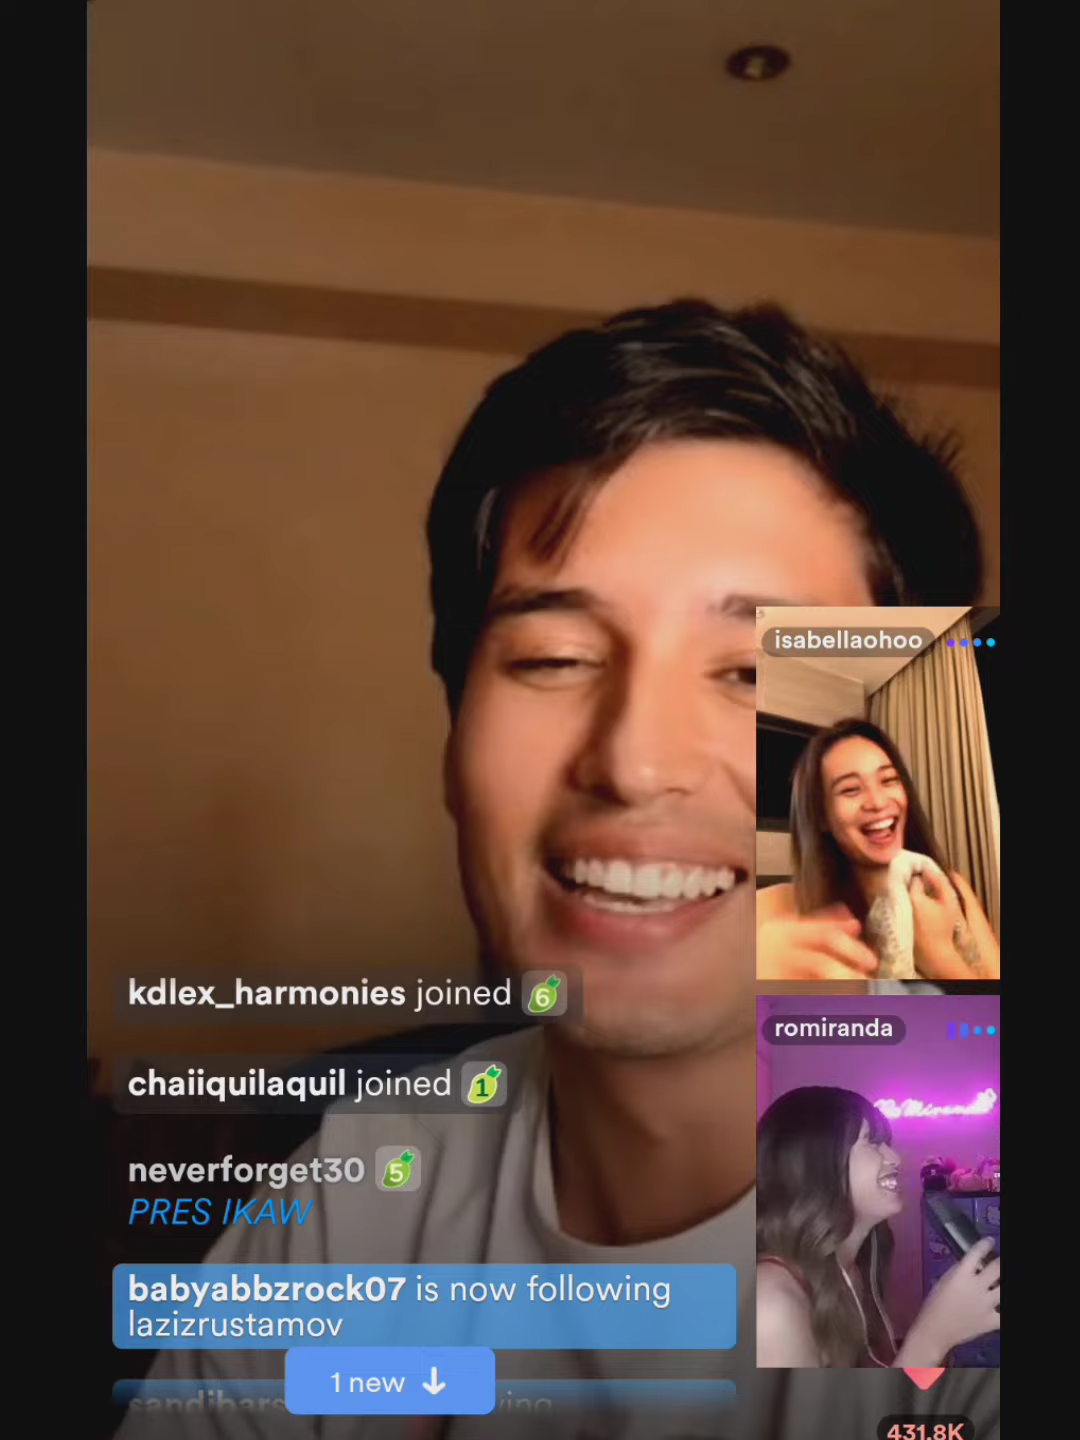 isabellaohoo
romiranda
RoMiranda
kdlex_harmonies joined 6
chaiiquilaquil joined 1
neverforget30 5
PRES IKAW
babyabbzrock07 is now following
lazizrustamov
1 new
431.8K